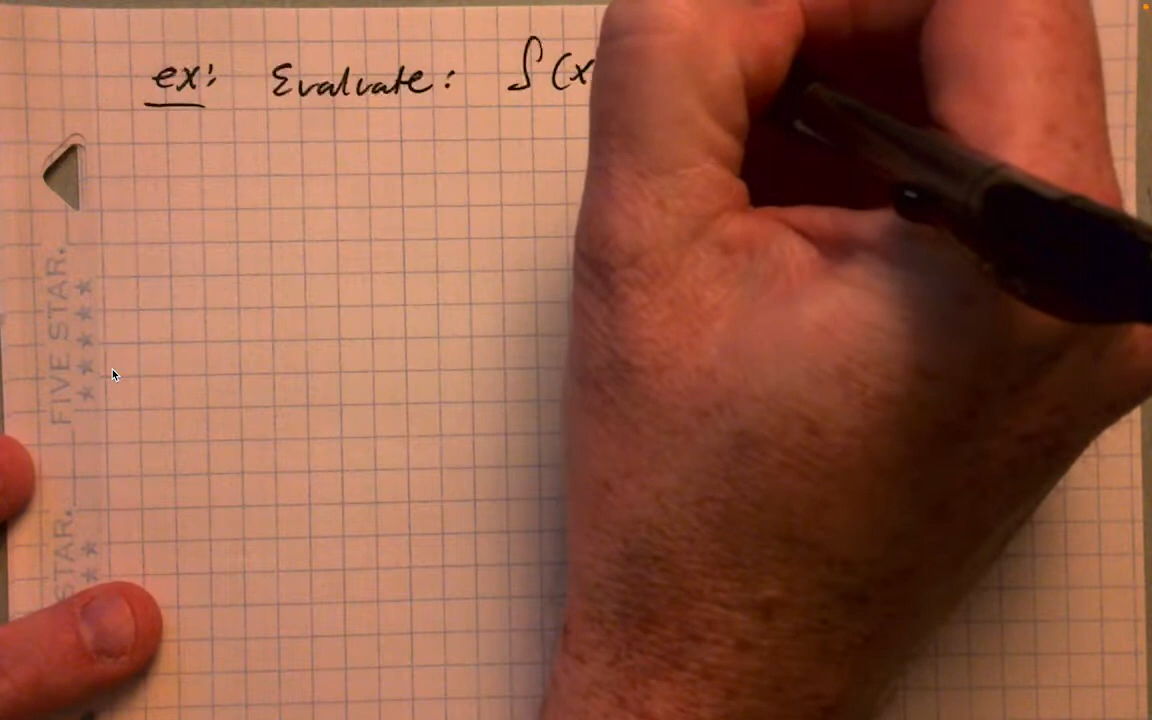 ex: Evaluate: ∫(x
FIVE STAR.
STAR.